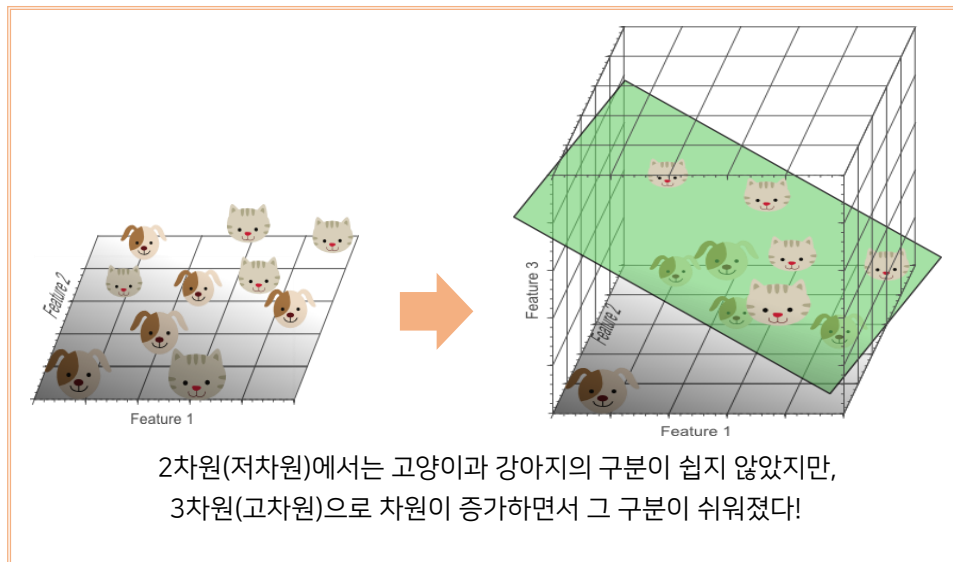 Feature 2
Feature 1
Feature 3
Feature 2
Feature 1
2차원(저차원)에서는 고양이과 강아지의 구분이 쉽지 않았지만,
3차원(고차원)으로 차원이 증가하면서 그 구분이 쉬워졌다!